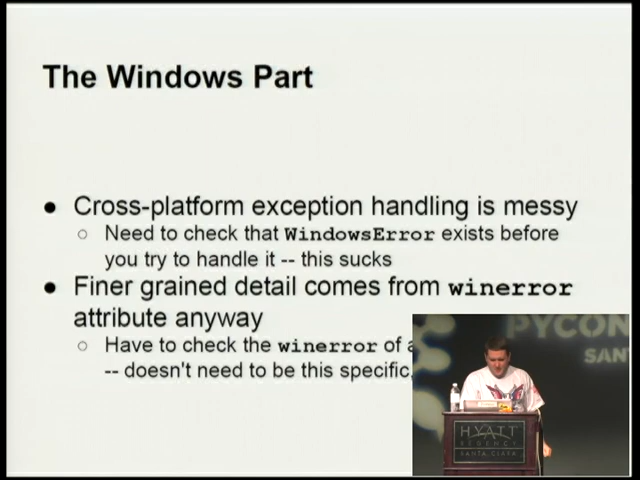 The Windows Part
● Cross-platform exception handling is messy
○ Need to check that WindowsError exists before
you try to handle it -- this sucks
● Finer grained detail comes from winerror
attribute anyway
○ Have to check the winerror of
-- doesn't need to be this specific,
PYCON
SANT
HYATT
REGENCY
SANTA CLARA